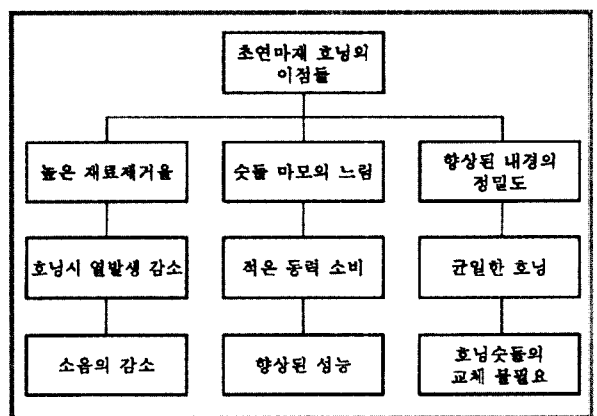 초연마재 호닝의
이점들
높은 재료제거율
숫돌 마모의 느림
향상된 내경의
정밀도
호닝시 열발생 감소
적은 동력 소비
균일한 호닝
소음의 감소
향상된 성능
호닝숫돌의
교체 불필요